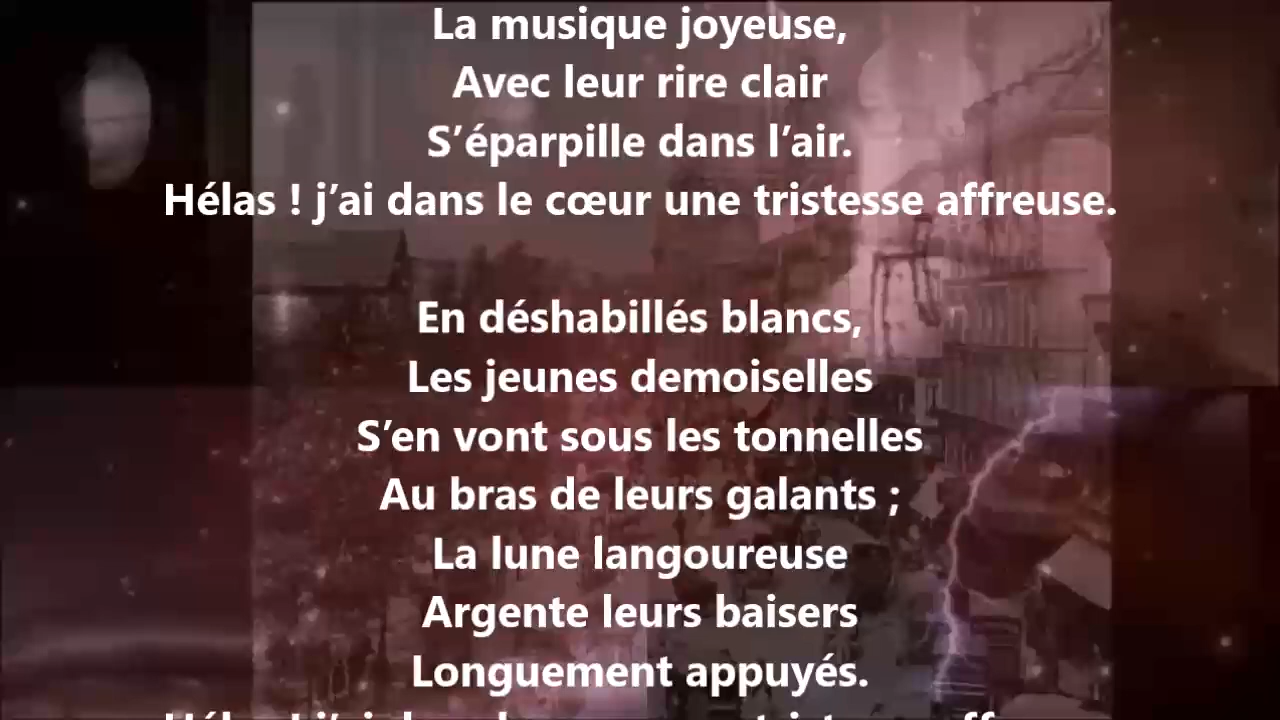 La musique joyeuse,
Avec leur rire clair
S’éparpille dans l’air.
Hélas ! j’ai dans le cœur une tristesse affreuse.
En déshabillés blancs,
Les jeunes demoiselles
S’en vont sous les tonnelles
Au bras de leurs galants ;
La lune langoureuse
Argente leurs baisers
Longuement appuyés.